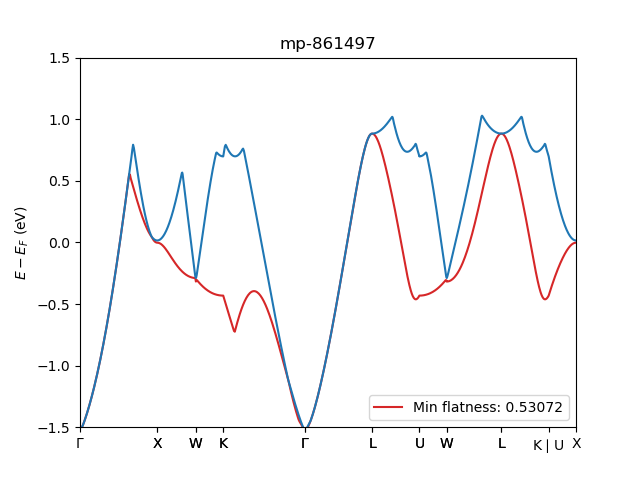 mp-861497
E − E_F (eV)
1.5
1.0
0.5
0.0
−0.5
−1.0
−1.5
Min flatness: 0.53072
Γ X W K Γ L U W L K | U X